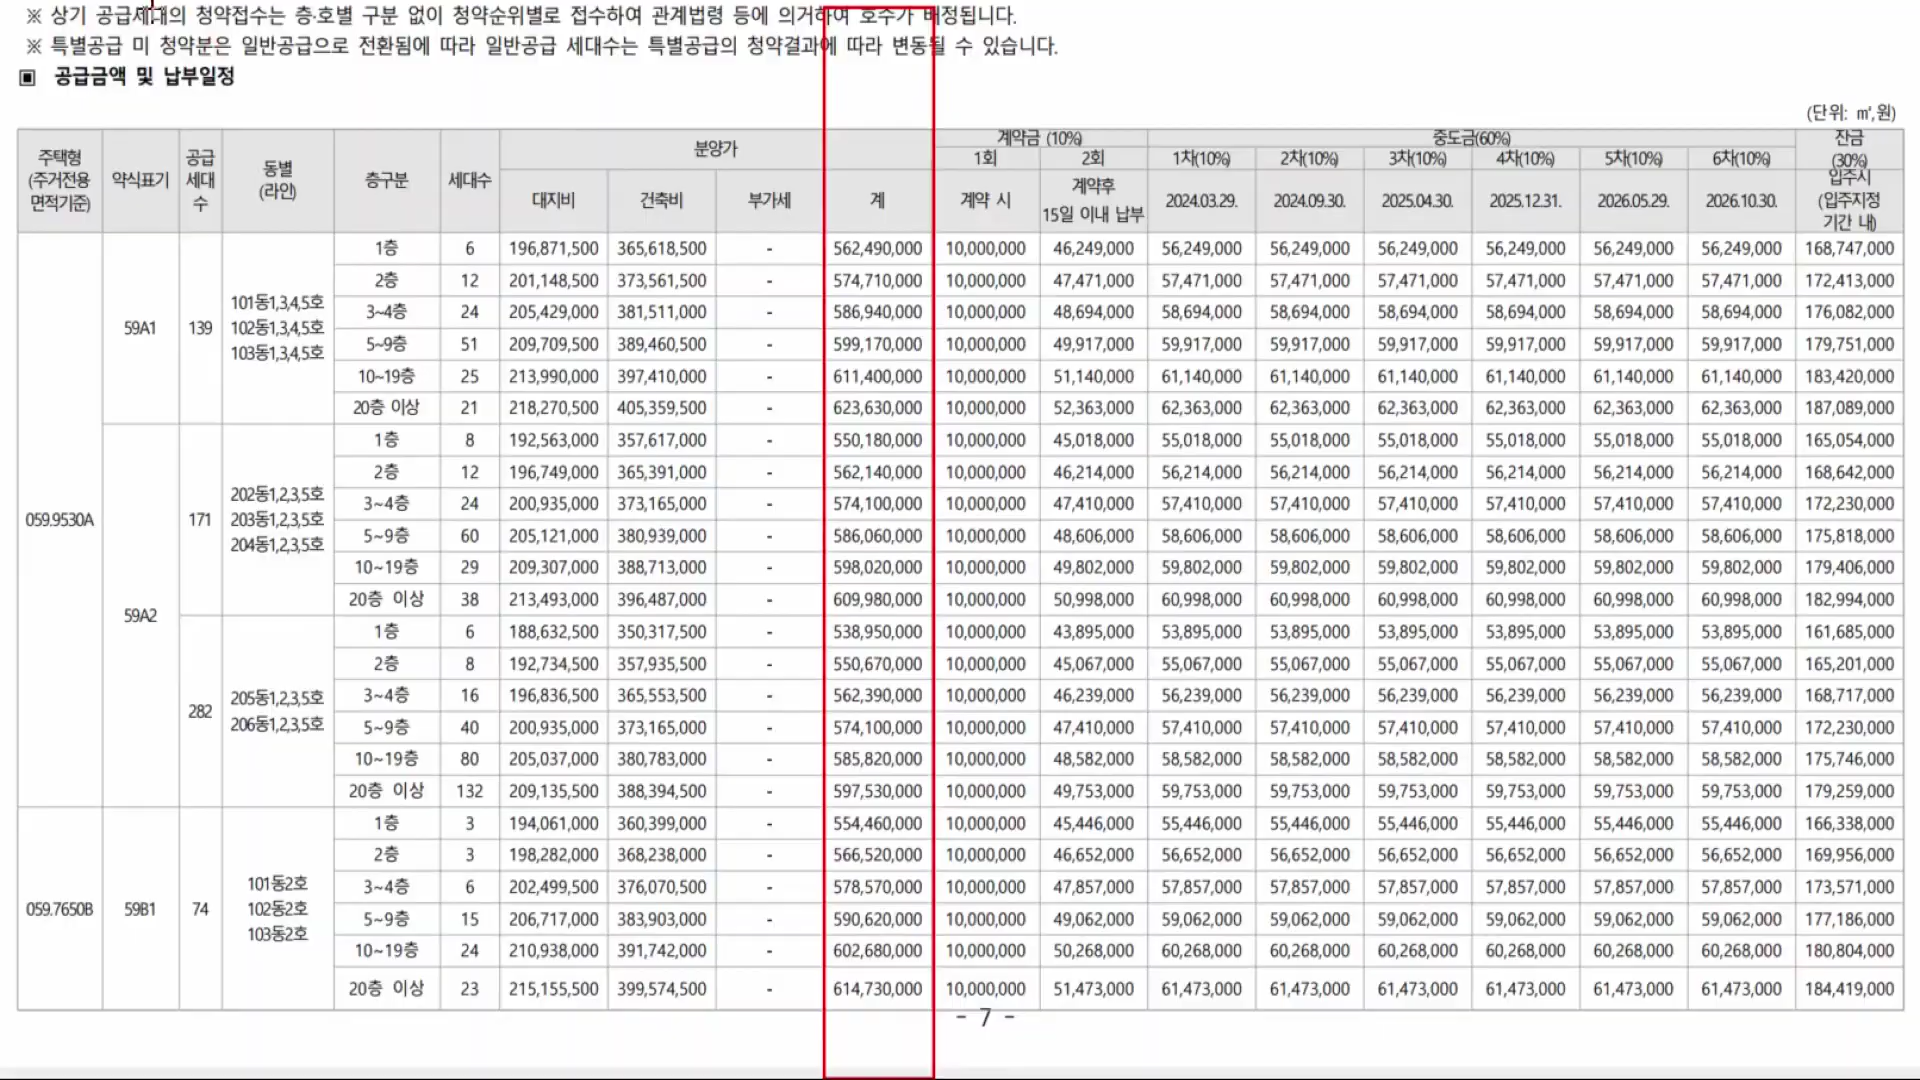 ※ 상기 공급세대의 청약접수는 층·호별 구분 없이 청약순위별로 접수하여 관계법령 등에 의거하여 호수가 배정됩니다.
※ 특별공급 미 청약분은 일반공급으로 전환됨에 따라 일반공급 세대수는 특별공급의 청약결과에 따라 변동될 수 있습니다.
▣ 공급금액 및 납부일정
(단위: ㎡,원)
주택형 (주거전용 면적기준) 약식표기 공급 세대 수 동별 (라인) 층구분 세대수 분양가 계약금 (10%) 중도금(60%) 잔금 (30%)
1회 2회 1차(10%) 2차(10%) 3차(10%) 4차(10%) 5차(10%) 6차(10%)
대지비 건축비 부가세 계 계약 시 계약후 15일 이내 납부 2024.03.29. 2024.09.30. 2025.04.30. 2025.12.31. 2026.05.29. 2026.10.30. 입주시 (입주지정 기간 내)
059.9530A
59A1 139 101동1,3,4,5호 102동1,3,4,5호 103동1,3,4,5호
1층 6 196,871,500 365,618,500 - 562,490,000 10,000,000 46,249,000 56,249,000 56,249,000 56,249,000 56,249,000 56,249,000 56,249,000 168,747,000
2층 12 201,148,500 373,561,500 - 574,710,000 10,000,000 47,471,000 57,471,000 57,471,000 57,471,000 57,471,000 57,471,000 57,471,000 172,413,000
3~4층 24 205,429,000 381,511,000 - 586,940,000 10,000,000 48,694,000 58,694,000 58,694,000 58,694,000 58,694,000 58,694,000 58,694,000 176,082,000
5~9층 51 209,709,500 389,460,500 - 599,170,000 10,000,000 49,917,000 59,917,000 59,917,000 59,917,000 59,917,000 59,917,000 59,917,000 179,751,000
10~19층 25 213,990,000 397,410,000 - 611,400,000 10,000,000 51,140,000 61,140,000 61,140,000 61,140,000 61,140,000 61,140,000 61,140,000 183,420,000
20층 이상 21 218,270,500 405,359,500 - 623,630,000 10,000,000 52,363,000 62,363,000 62,363,000 62,363,000 62,363,000 62,363,000 62,363,000 187,089,000
59A2
171 202동1,2,3,5호 203동1,2,3,5호 204동1,2,3,5호
1층 8 192,563,000 357,617,000 - 550,180,000 10,000,000 45,018,000 55,018,000 55,018,000 55,018,000 55,018,000 55,018,000 55,018,000 165,054,000
2층 12 196,749,000 365,391,000 - 562,140,000 10,000,000 46,214,000 56,214,000 56,214,000 56,214,000 56,214,000 56,214,000 56,214,000 168,642,000
3~4층 24 200,935,000 373,165,000 - 574,100,000 10,000,000 47,410,000 57,410,000 57,410,000 57,410,000 57,410,000 57,410,000 57,410,000 172,230,000
5~9층 60 205,121,000 380,939,000 - 586,060,000 10,000,000 48,606,000 58,606,000 58,606,000 58,606,000 58,606,000 58,606,000 58,606,000 175,818,000
10~19층 29 209,307,000 388,713,000 - 598,020,000 10,000,000 49,802,000 59,802,000 59,802,000 59,802,000 59,802,000 59,802,000 59,802,000 179,406,000
20층 이상 38 213,493,000 396,487,000 - 609,980,000 10,000,000 50,998,000 60,998,000 60,998,000 60,998,000 60,998,000 60,998,000 60,998,000 182,994,000
282 205동1,2,3,5호 206동1,2,3,5호
1층 6 188,632,500 350,317,500 - 538,950,000 10,000,000 43,895,000 53,895,000 53,895,000 53,895,000 53,895,000 53,895,000 53,895,000 161,685,000
2층 8 192,734,500 357,935,500 - 550,670,000 10,000,000 45,067,000 55,067,000 55,067,000 55,067,000 55,067,000 55,067,000 55,067,000 165,201,000
3~4층 16 196,836,500 365,553,500 - 562,390,000 10,000,000 46,239,000 56,239,000 56,239,000 56,239,000 56,239,000 56,239,000 56,239,000 168,717,000
5~9층 40 200,935,000 373,165,000 - 574,100,000 10,000,000 47,410,000 57,410,000 57,410,000 57,410,000 57,410,000 57,410,000 57,410,000 172,230,000
10~19층 80 205,037,000 380,783,000 - 585,820,000 10,000,000 48,582,000 58,582,000 58,582,000 58,582,000 58,582,000 58,582,000 58,582,000 175,746,000
20층 이상 132 209,135,500 388,394,500 - 597,530,000 10,000,000 49,753,000 59,753,000 59,753,000 59,753,000 59,753,000 59,753,000 59,753,000 179,259,000
059.7650B 59B1 74 101동2호 102동2호 103동2호
1층 3 194,061,000 360,399,000 - 554,460,000 10,000,000 45,446,000 55,446,000 55,446,000 55,446,000 55,446,000 55,446,000 55,446,000 166,338,000
2층 3 198,282,000 368,238,000 - 566,520,000 10,000,000 46,652,000 56,652,000 56,652,000 56,652,000 56,652,000 56,652,000 56,652,000 169,956,000
3~4층 6 202,499,500 376,070,500 - 578,570,000 10,000,000 47,857,000 57,857,000 57,857,000 57,857,000 57,857,000 57,857,000 57,857,000 173,571,000
5~9층 15 206,717,000 383,903,000 - 590,620,000 10,000,000 49,062,000 59,062,000 59,062,000 59,062,000 59,062,000 59,062,000 59,062,000 177,186,000
10~19층 24 210,938,000 391,742,000 - 602,680,000 10,000,000 50,268,000 60,268,000 60,268,000 60,268,000 60,268,000 60,268,000 60,268,000 180,804,000
20층 이상 23 215,155,500 399,574,500 - 614,730,000 10,000,000 51,473,000 61,473,000 61,473,000 61,473,000 61,473,000 61,473,000 61,473,000 184,419,000
- 7 -